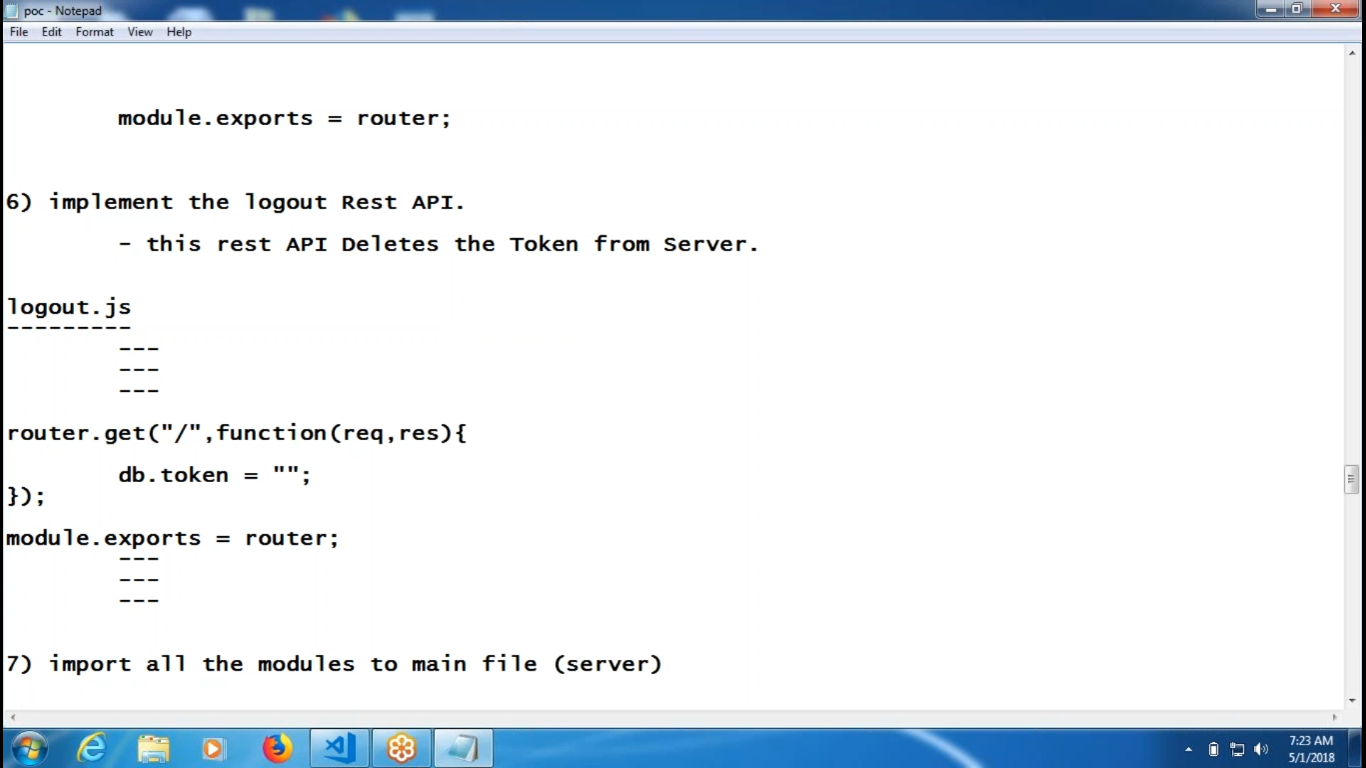 poc - Notepad
File Edit Format View Help
module.exports = router;
6) implement the logout Rest API.
- this rest API Deletes the Token from Server.
logout.js
---------
---
---
---
router.get("/",function(req,res){
db.token = "";
});
module.exports = router;
---
---
---
7) import all the modules to main file (server)
7:23 AM
5/1/2018